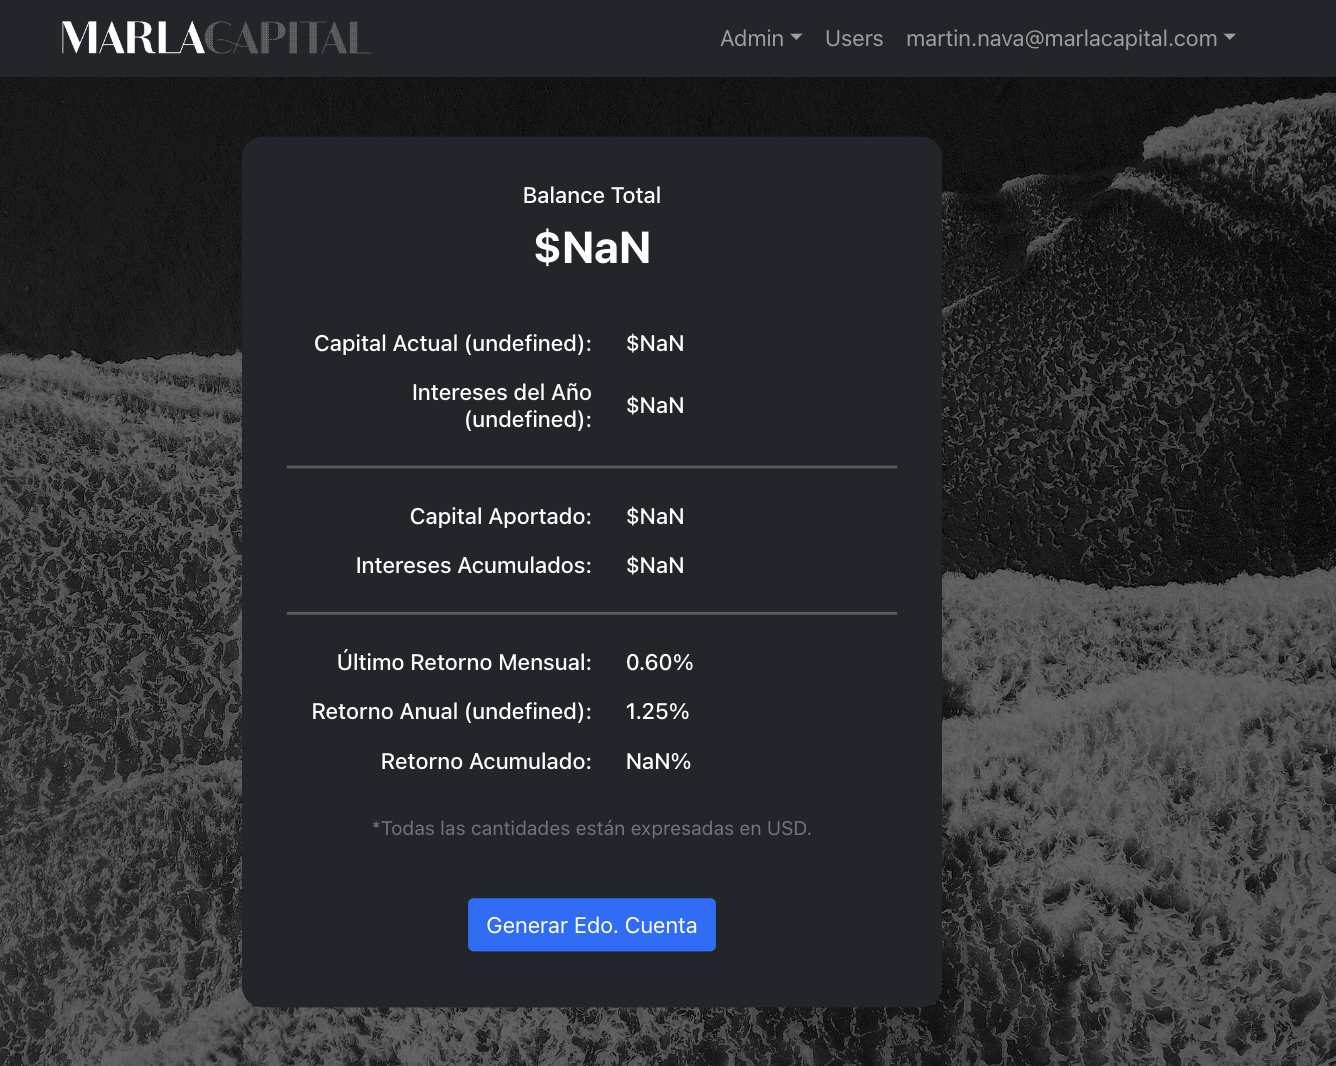 MARLACAPITAL
Admin
Users
martin.nava@marlacapital.com
Balance Total
$NaN
Capital Actual (undefined): $NaN
Intereses del Año
(undefined): $NaN
Capital Aportado: $NaN
Intereses Acumulados: $NaN
Último Retorno Mensual: 0.60%
Retorno Anual (undefined): 1.25%
Retorno Acumulado: NaN%
*Todas las cantidades están expresadas en USD.
Generar Edo. Cuenta